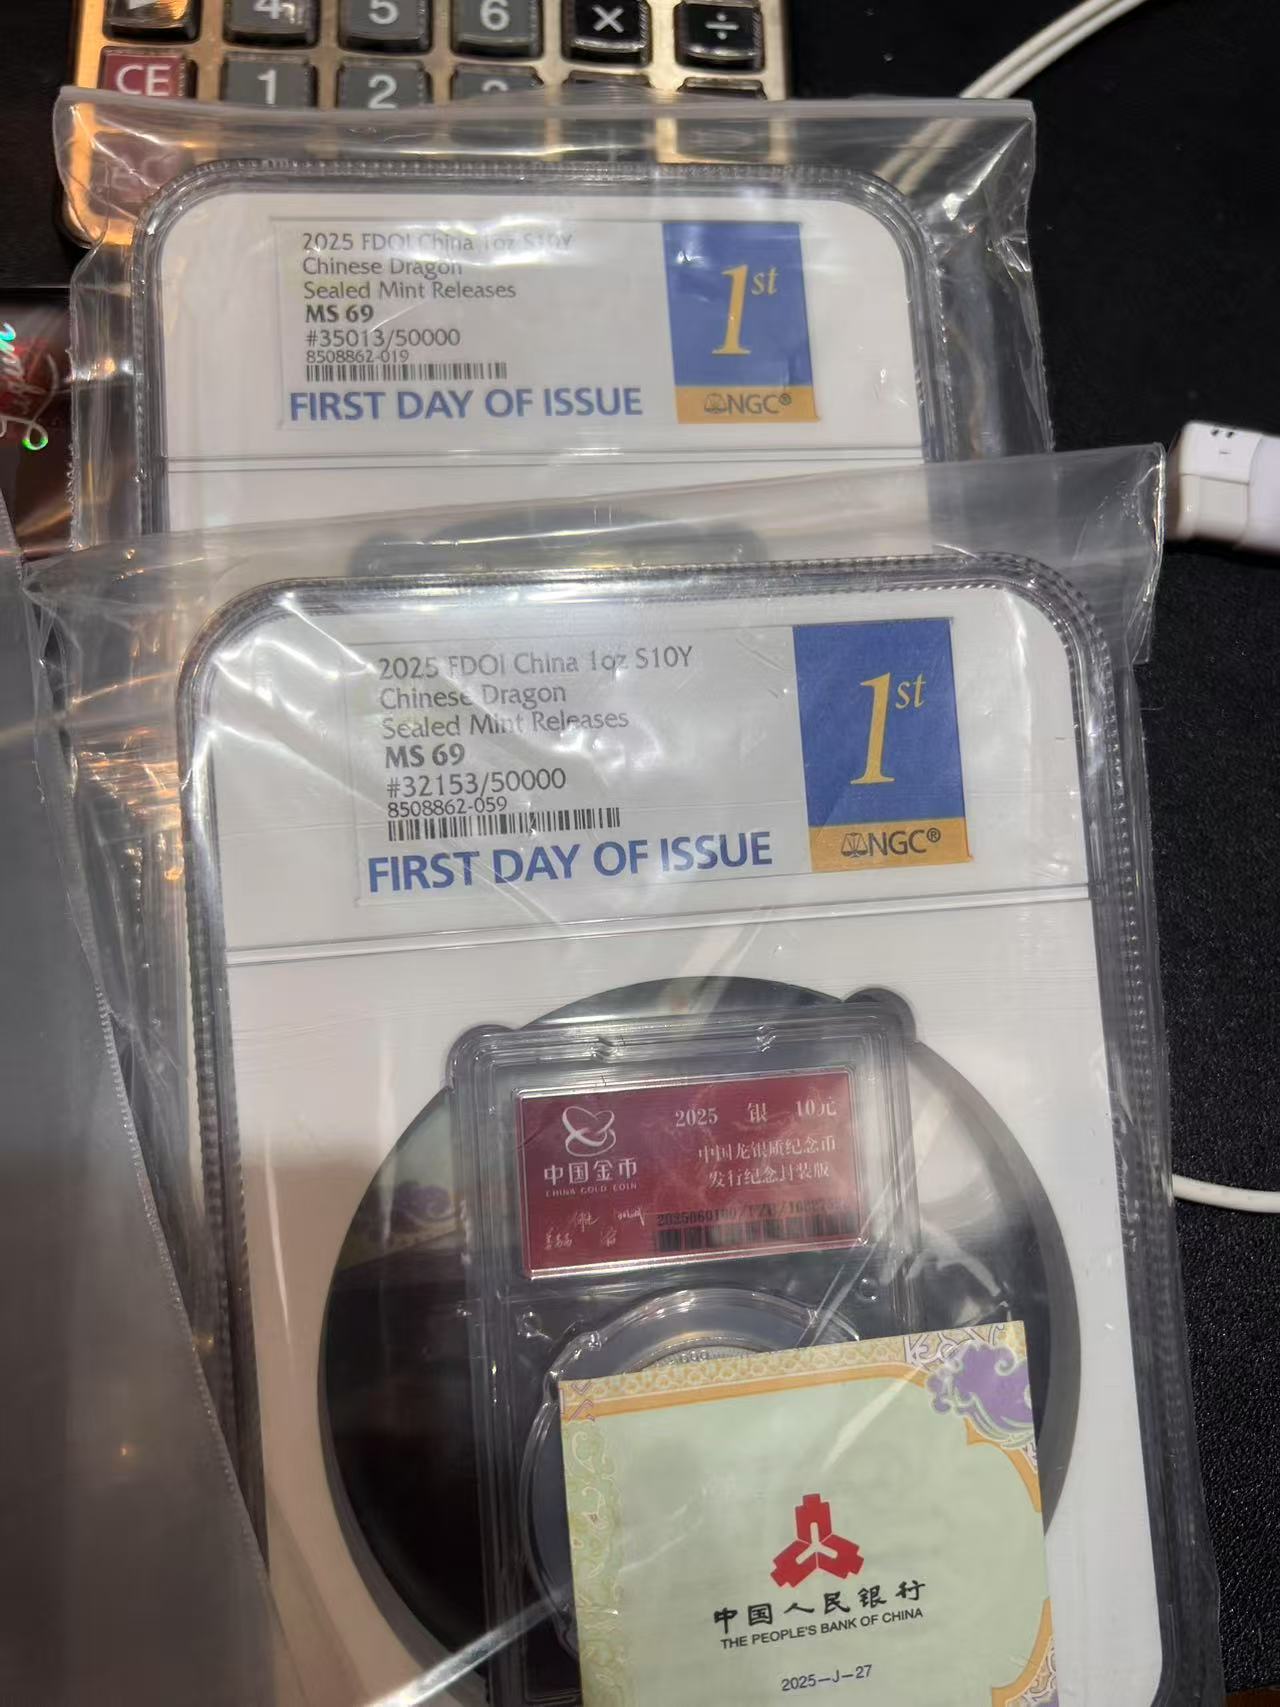 4
5
6
×
÷
CE
1
2
2025 FDOI China 1oz S10Y
Chinese Dragon
Sealed Mint Releases
MS 69
#35013/50000
8508862-019
FIRST DAY OF ISSUE
1st
NGC®
2025 FDOI China 1oz S10Y
Chinese Dragon
Sealed Mint Releases
MS 69
#32153/50000
8508862-059
FIRST DAY OF ISSUE
1st
NGC®
中国金币
CHINA GOLD COIN
2025 银 10元
中国龙银质纪念币
发行纪念封装版
中国人民银行
THE PEOPLE'S BANK OF CHINA
2025—J—27